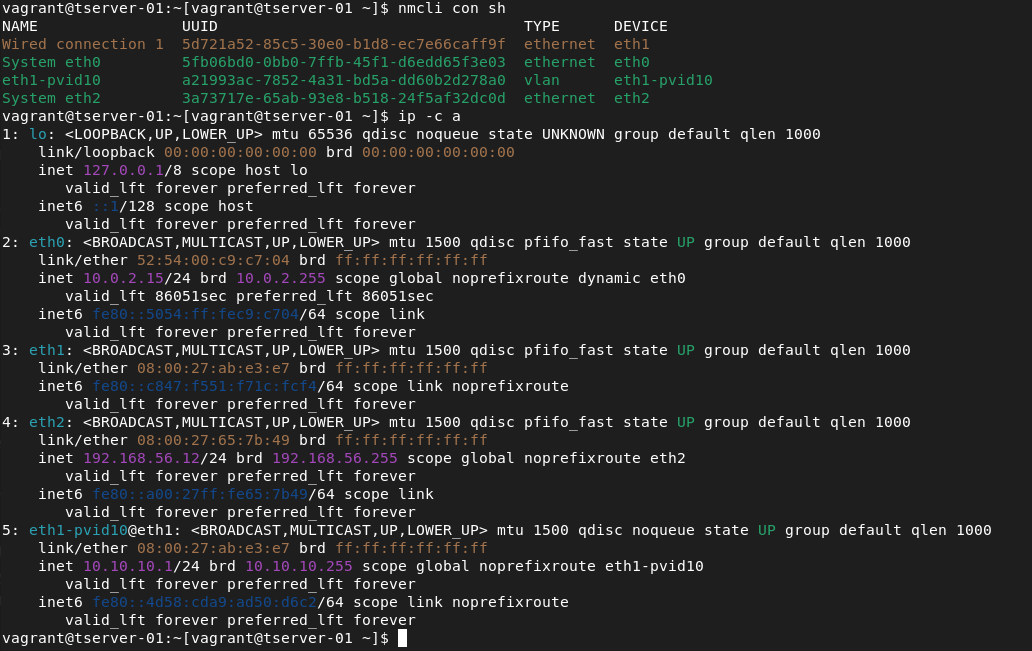 vagrant@tserver-01:~[vagrant@tserver-01 ~]$ nmcli con sh
NAME                UUID                                  TYPE      DEVICE
Wired connection 1  5d721a52-85c5-30e0-b1d8-ec7e66caff9f  ethernet  eth1
System eth0         5fb06bd0-0bb0-7ffb-45f1-d6edd65f3e03  ethernet  eth0
eth1-pvid10         a21993ac-7852-4a31-bd5a-dd60b2d278a0  vlan      eth1-pvid10
System eth2         3a73717e-65ab-93e8-b518-24f5af32dc0d  ethernet  eth2
vagrant@tserver-01:~[vagrant@tserver-01 ~]$ ip -c a
1: lo: <LOOPBACK,UP,LOWER_UP> mtu 65536 qdisc noqueue state UNKNOWN group default qlen 1000
    link/loopback 00:00:00:00:00:00 brd 00:00:00:00:00:00
    inet 127.0.0.1/8 scope host lo
       valid_lft forever preferred_lft forever
    inet6 ::1/128 scope host
       valid_lft forever preferred_lft forever
2: eth0: <BROADCAST,MULTICAST,UP,LOWER_UP> mtu 1500 qdisc pfifo_fast state UP group default qlen 1000
    link/ether 52:54:00:c9:c7:04 brd ff:ff:ff:ff:ff:ff
    inet 10.0.2.15/24 brd 10.0.2.255 scope global noprefixroute dynamic eth0
       valid_lft 86051sec preferred_lft 86051sec
    inet6 fe80::5054:ff:fec9:c704/64 scope link
       valid_lft forever preferred_lft forever
3: eth1: <BROADCAST,MULTICAST,UP,LOWER_UP> mtu 1500 qdisc pfifo_fast state UP group default qlen 1000
    link/ether 08:00:27:ab:e3:e7 brd ff:ff:ff:ff:ff:ff
    inet6 fe80::c847:f551:f71c:fcf4/64 scope link noprefixroute
       valid_lft forever preferred_lft forever
4: eth2: <BROADCAST,MULTICAST,UP,LOWER_UP> mtu 1500 qdisc pfifo_fast state UP group default qlen 1000
    link/ether 08:00:27:65:7b:49 brd ff:ff:ff:ff:ff:ff
    inet 192.168.56.12/24 brd 192.168.56.255 scope global noprefixroute eth2
       valid_lft forever preferred_lft forever
    inet6 fe80::a00:27ff:fe65:7b49/64 scope link
       valid_lft forever preferred_lft forever
5: eth1-pvid10@eth1: <BROADCAST,MULTICAST,UP,LOWER_UP> mtu 1500 qdisc noqueue state UP group default qlen 1000
    link/ether 08:00:27:ab:e3:e7 brd ff:ff:ff:ff:ff:ff
    inet 10.10.10.1/24 brd 10.10.10.255 scope global noprefixroute eth1-pvid10
       valid_lft forever preferred_lft forever
    inet6 fe80::4d58:cda9:ad50:d6c2/64 scope link noprefixroute
       valid_lft forever preferred_lft forever
vagrant@tserver-01:~[vagrant@tserver-01 ~]$